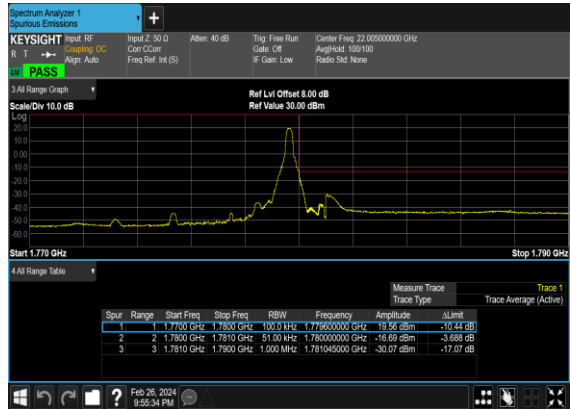 Spectrum Analyzer 1
Spurious Emissions
+
KEYSIGHT Input: RF Input Z: 50 Ω Atten: 40 dB Trig: Free Run Center Freq: 22.005000000 GHz
R T Coupling: DC Corr CCorr Gate: Off Avg|Hold: 100/100
Align: Auto Freq Ref: Int (S) IF Gain: Low Radio Std: None
LXI PASS
3 All Range Graph
Ref Lvl Offset 8.00 dB
Scale/Div 10.0 dB Ref Value 30.00 dBm
Log
20.0
10.0
0.00
-10.0
-20.0
-30.0
-40.0
-50.0
-60.0
Start 1.770 GHz Stop 1.790 GHz
4 All Range Table
Measure Trace Trace 1
Trace Type Trace Average (Active)
Spur Range Start Freq Stop Freq RBW Frequency Amplitude ΔLimit
1 1 1.7700 GHz 1.7800 GHz 100.0 kHz 1.779600000 GHz 19.56 dBm -10.44 dB
2 2 1.7800 GHz 1.7810 GHz 51.00 kHz 1.780000000 GHz -16.69 dBm -3.688 dB
3 3 1.7810 GHz 1.7900 GHz 1.000 MHz 1.781045000 GHz -30.07 dBm -17.07 dB
? Feb 26, 2024
9:55:34 PM